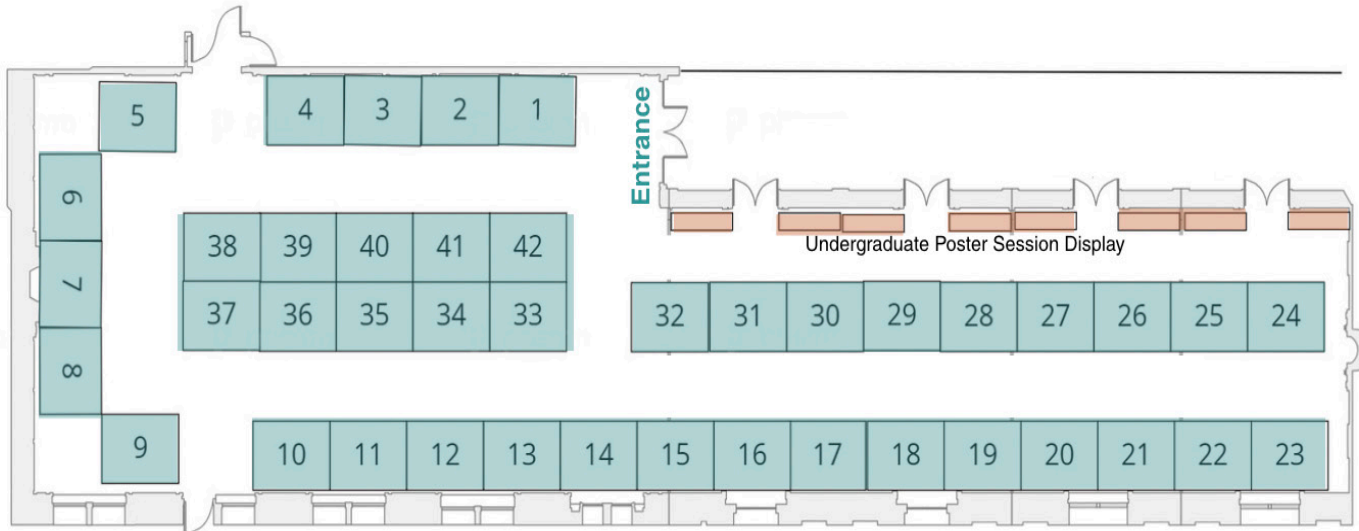 5 4 3 2 1
Entrance
6
38 39 40 41 42
Undergraduate Poster Session Display
7
37 36 35 34 33
32 31 30 29 28 27 26 25 24
8
9
10 11 12 13 14 15 16 17 18 19 20 21 22 23